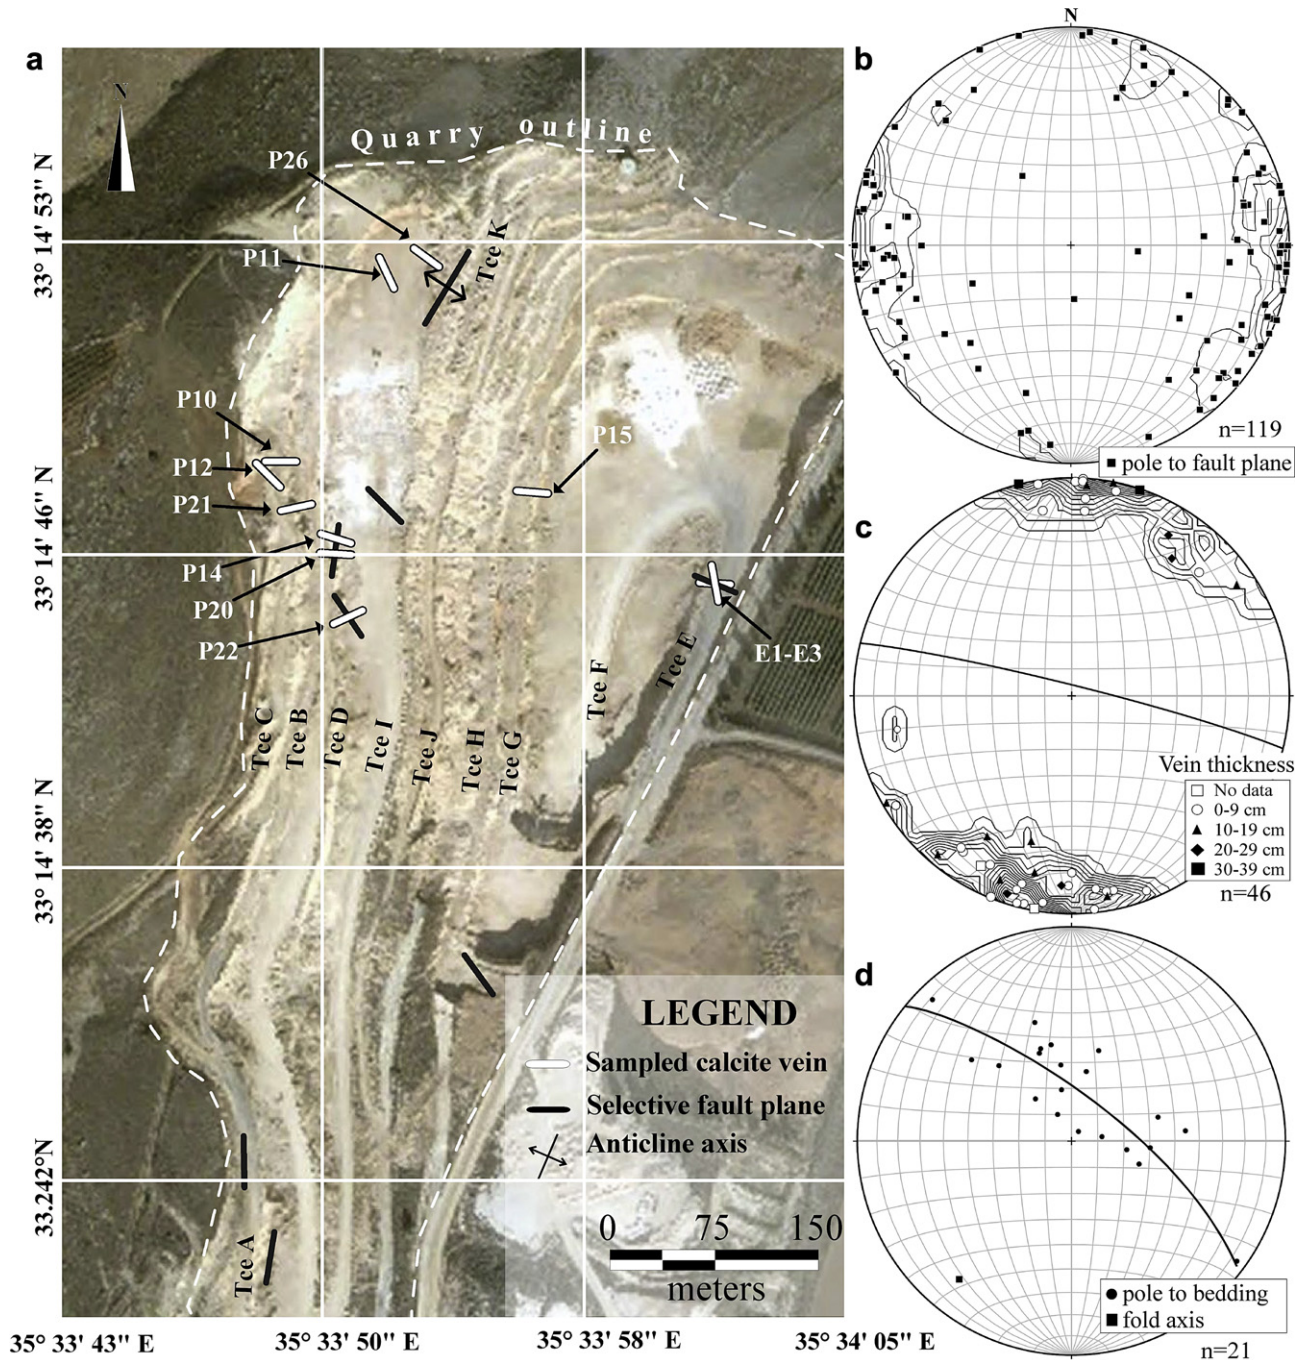 a
N
Quarry outline
P26
P11
Tce K
P10
P12
P21
P14
P20
P22
P15
E1-E3
Tce C
Tce B
Tce D
Tce I
Tce J
Tce H
Tce G
Tce F
Tce E
Tce A
33° 14' 53" N
33° 14' 46" N
33° 14' 38" N
33.242°N
35° 33' 43" E
35° 33' 50" E
35° 33' 58" E
35° 34' 05" E
LEGEND
Sampled calcite vein
Selective fault plane
Anticline axis
0 75 150
meters
b
N
n=119
pole to fault plane
c
Vein thickness
No data
0-9 cm
10-19 cm
20-29 cm
30-39 cm
n=46
d
pole to bedding
fold axis
n=21